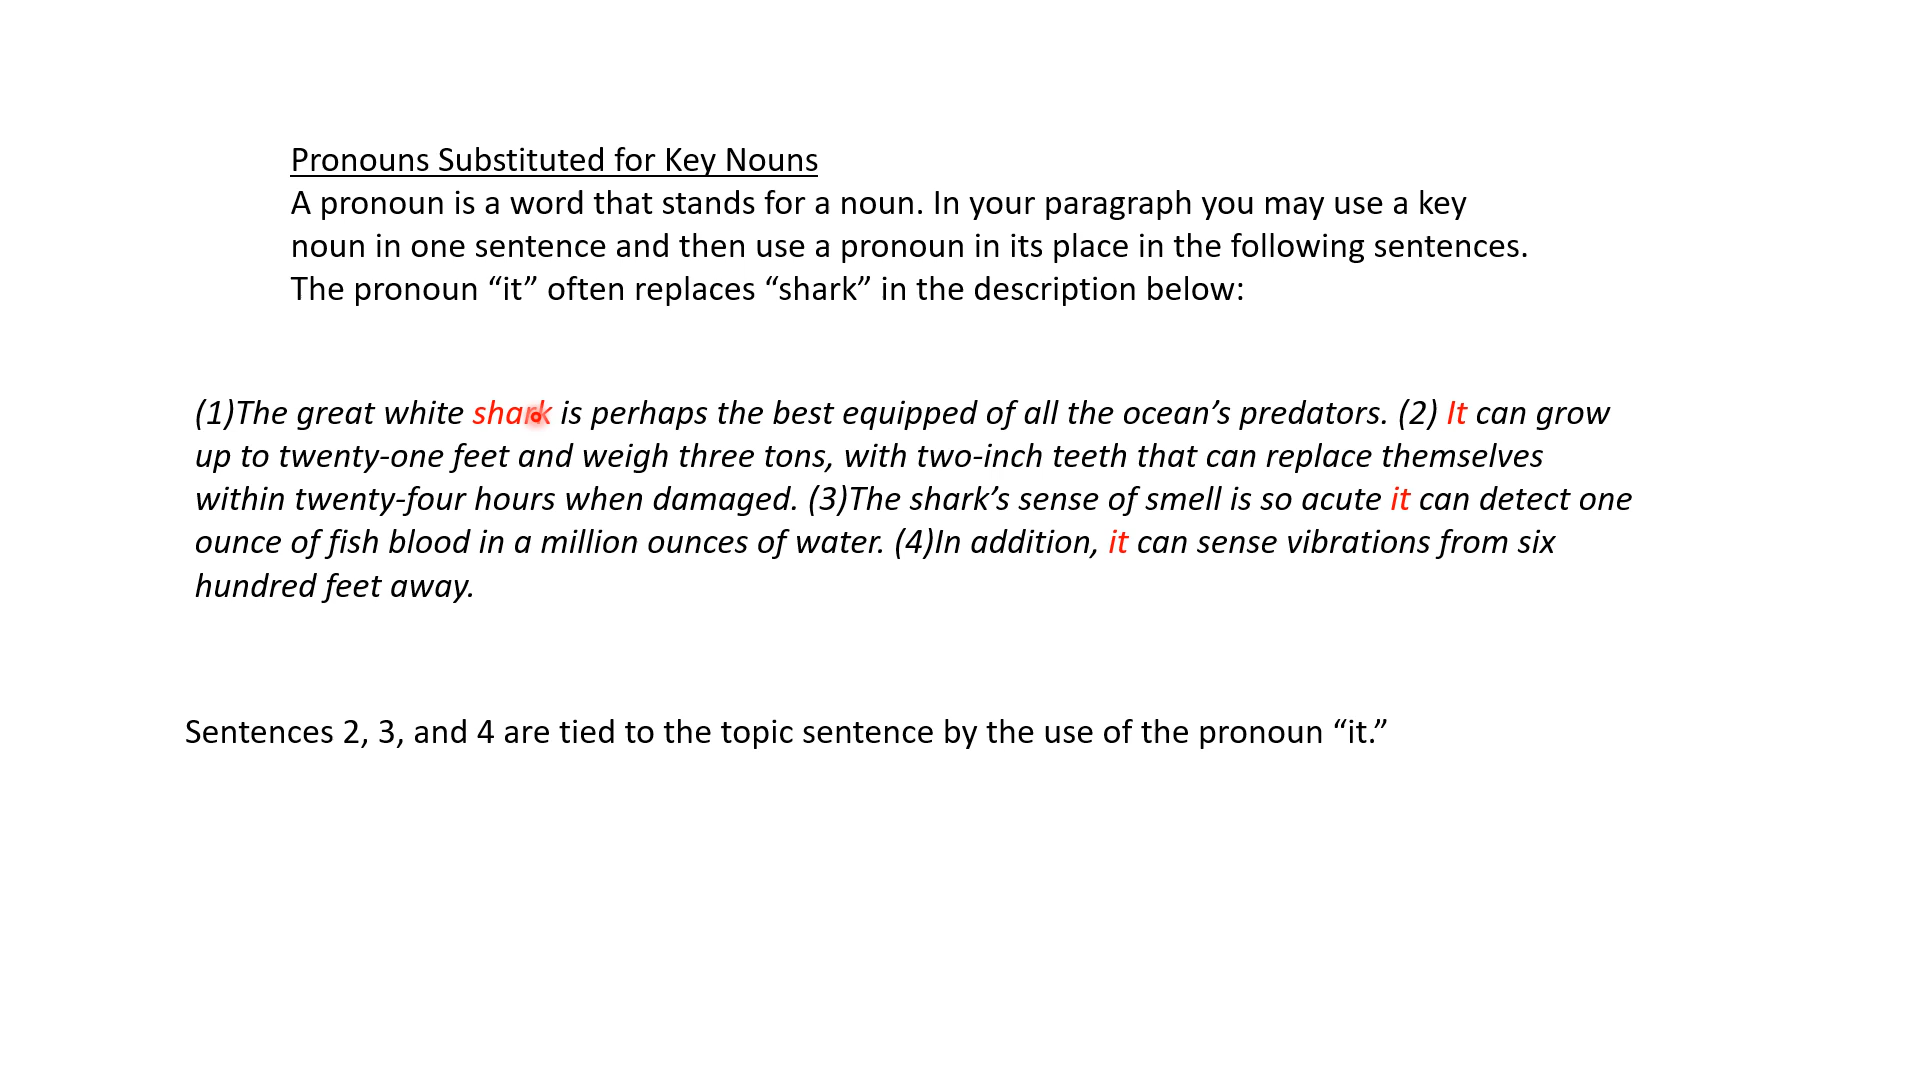 Pronouns Substituted for Key Nouns
A pronoun is a word that stands for a noun. In your paragraph you may use a key
noun in one sentence and then use a pronoun in its place in the following sentences.
The pronoun “it” often replaces “shark” in the description below:
(1)The great white shark is perhaps the best equipped of all the ocean’s predators. (2) It can grow
up to twenty-one feet and weigh three tons, with two-inch teeth that can replace themselves
within twenty-four hours when damaged. (3)The shark’s sense of smell is so acute it can detect one
ounce of fish blood in a million ounces of water. (4)In addition, it can sense vibrations from six
hundred feet away.
Sentences 2, 3, and 4 are tied to the topic sentence by the use of the pronoun “it.”